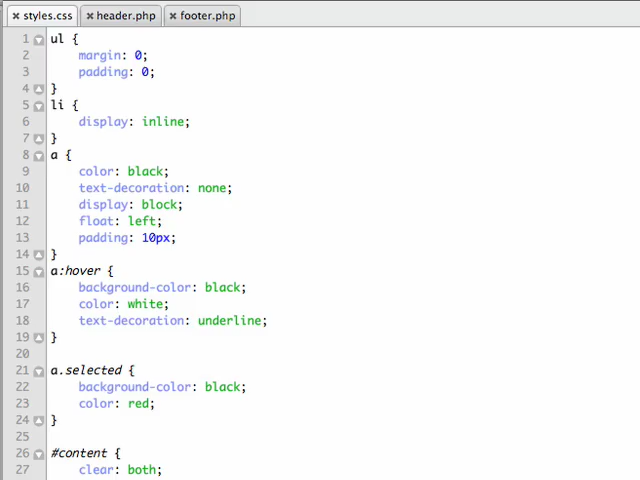 styles.css header.php footer.php
1 ul {
2 margin: 0;
3 padding: 0;
4 }
5 li {
6 display: inline;
7 }
8 a {
9 color: black;
10 text-decoration: none;
11 display: block;
12 float: left;
13 padding: 10px;
14 }
15 a:hover {
16 background-color: black;
17 color: white;
18 text-decoration: underline;
19 }
20
21 a.selected {
22 background-color: black;
23 color: red;
24 }
25
26 #content {
27 clear: both;